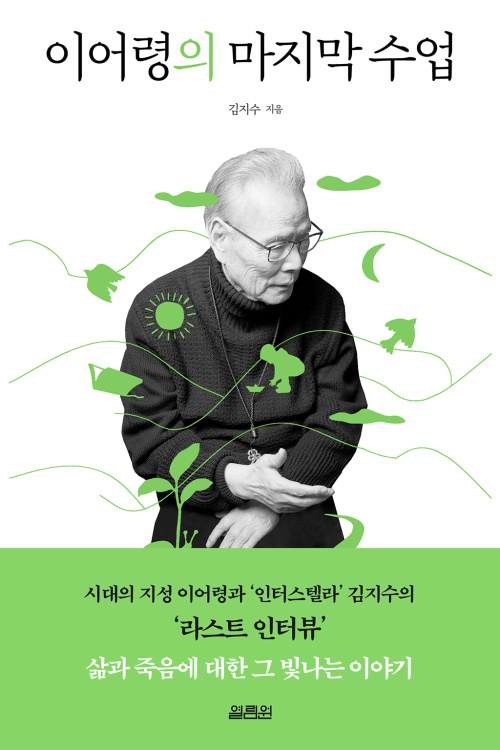 이어령의 마지막 수업
김지수 지음
시대의 지성 이어령과 ‘인터스텔라’ 김지수의
‘라스트 인터뷰’
삶과 죽음에 대한 그 빛나는 이야기
열림원